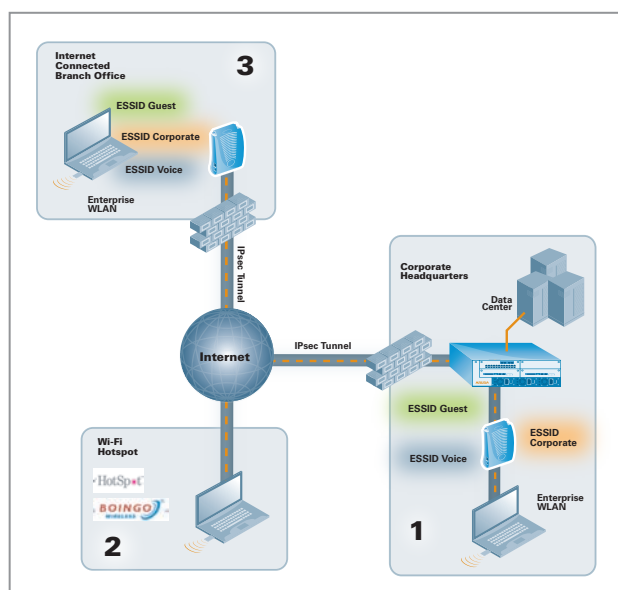 Internet
Connected
Branch Office
3
ESSID Guest
ESSID Corporate
ESSID Voice
Enterprise
WLAN
IPsec Tunnel
Internet
IPsec Tunnel
Corporate
Headquarters
Data
Center
ESSID Guest
ESSID
Corporate
ESSID Voice
Enterprise
WLAN
1
Wi-Fi
Hotspot
HotSpot
BOINGO
WIRELESS
2